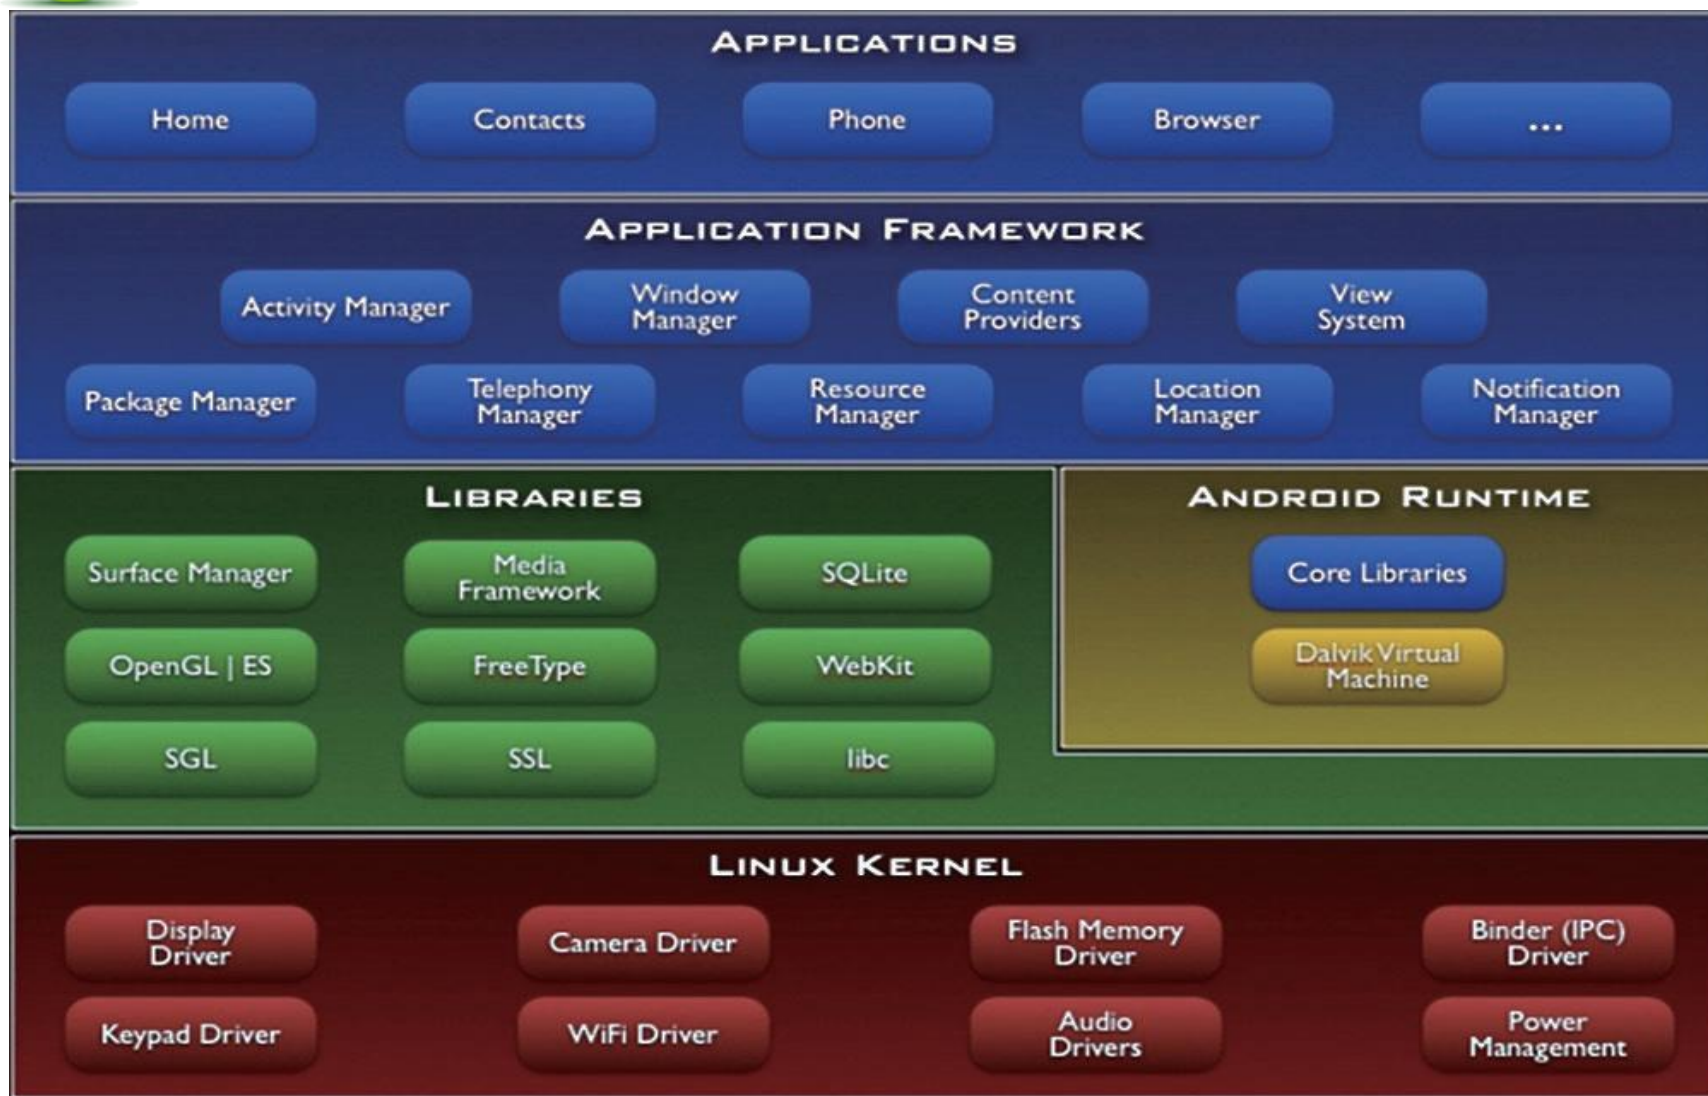 APPLICATIONS
Home
Contacts
Phone
Browser
...
APPLICATION FRAMEWORK
Activity Manager
Window
Manager
Content
Providers
View
System
Package Manager
Telephony
Manager
Resource
Manager
Location
Manager
Notification
Manager
LIBRARIES
Surface Manager
Media
Framework
SQLite
OpenGL | ES
FreeType
WebKit
SGL
SSL
libc
ANDROID RUNTIME
Core Libraries
Dalvik Virtual
Machine
LINUX KERNEL
Display
Driver
Camera Driver
Flash Memory
Driver
Binder (IPC)
Driver
Keypad Driver
WiFi Driver
Audio
Drivers
Power
Management